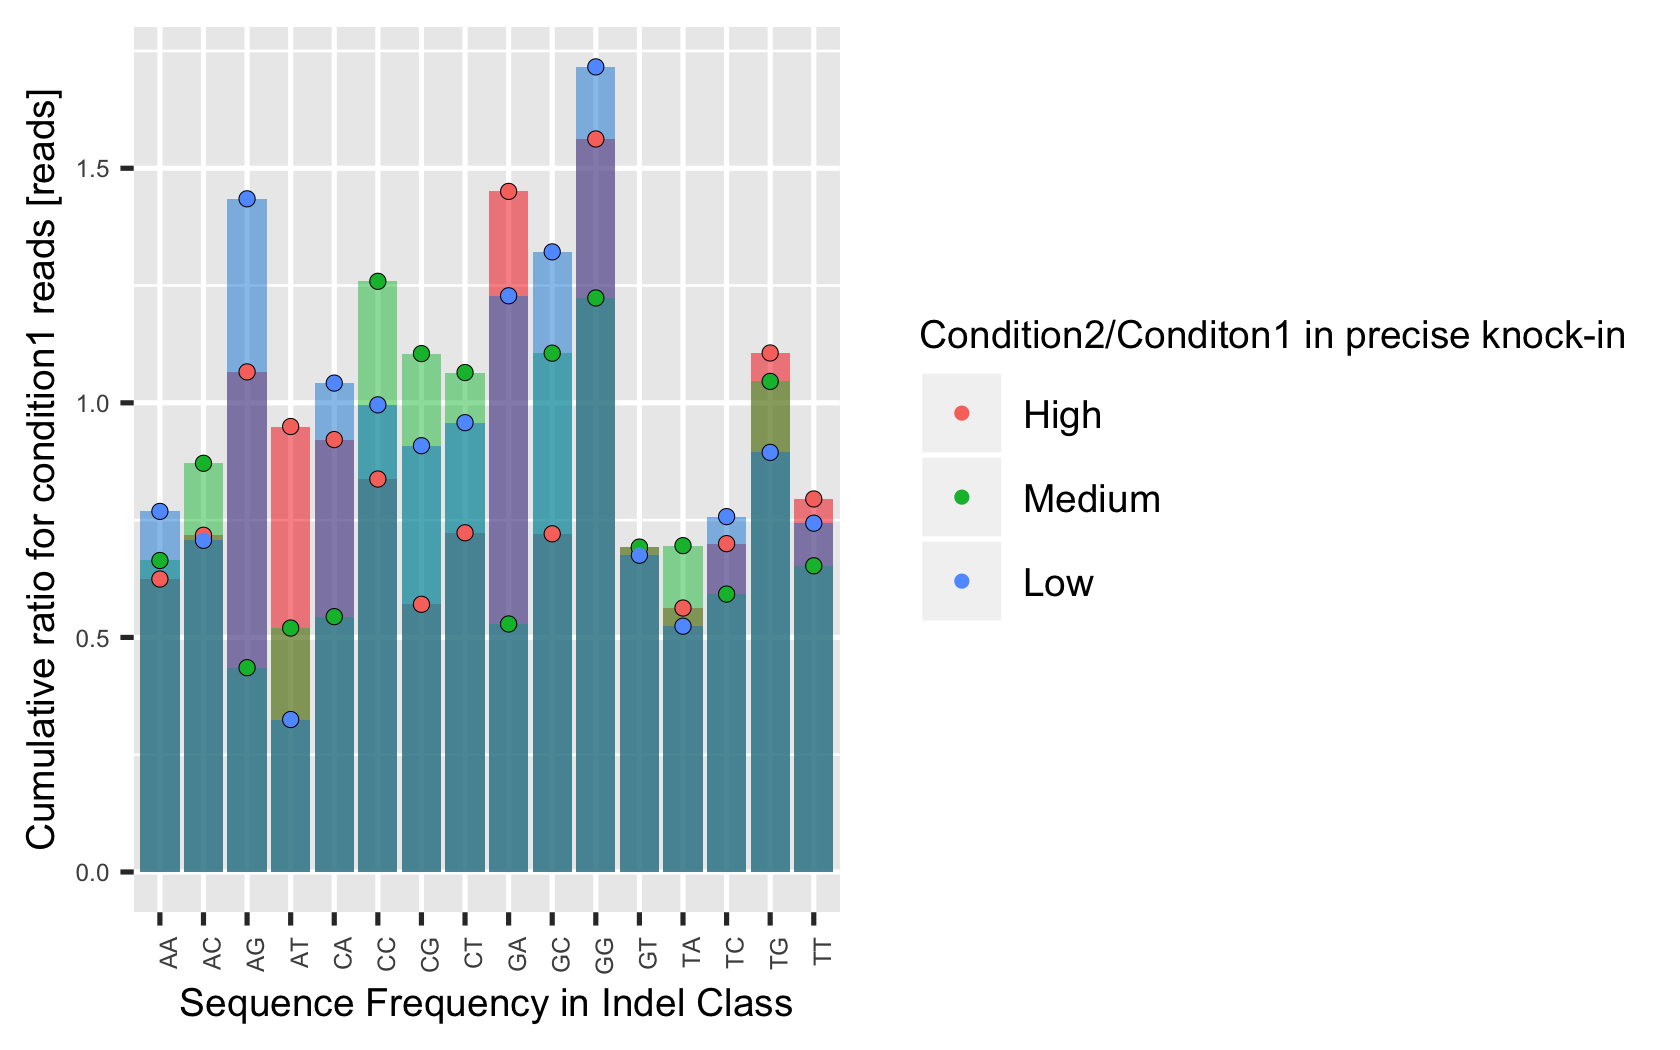 Cumulative ratio for condition1 reads [reads]
1.5
1.0
0.5
0.0
AA AC AG AT CA CC CG CT GA GC GG GT TA TC TG TT
Sequence Frequency in Indel Class
Condition2/Conditon1 in precise knock-in
High
Medium
Low